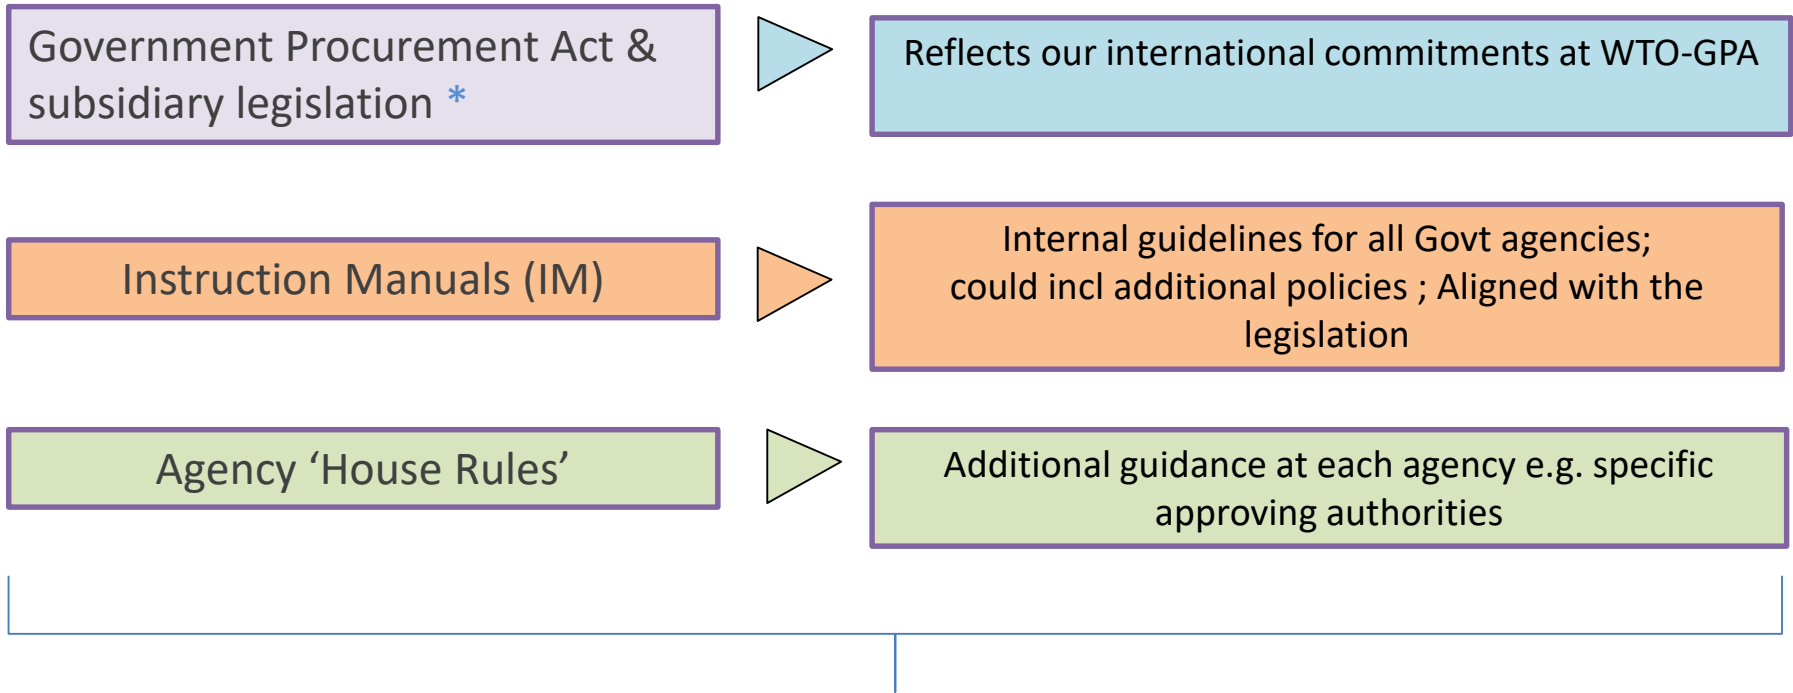 Government Procurement Act &
subsidiary legislation *
Reflects our international commitments at WTO-GPA
Instruction Manuals (IM)
Internal guidelines for all Govt agencies;
could incl additional policies ; Aligned with the
legislation
Agency ‘House Rules’
Additional guidance at each agency e.g. specific
approving authorities